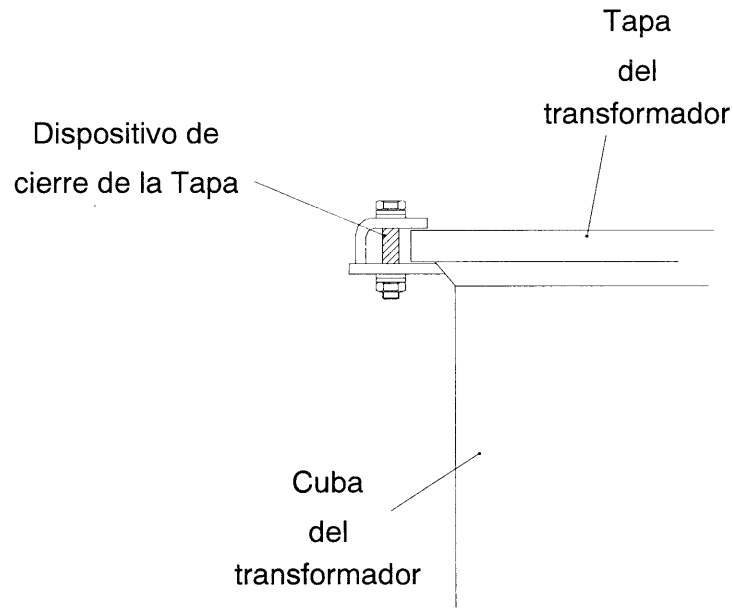 Tapa
del
transformador
Dispositivo de
cierre de la Tapa
Cuba
del
transformador